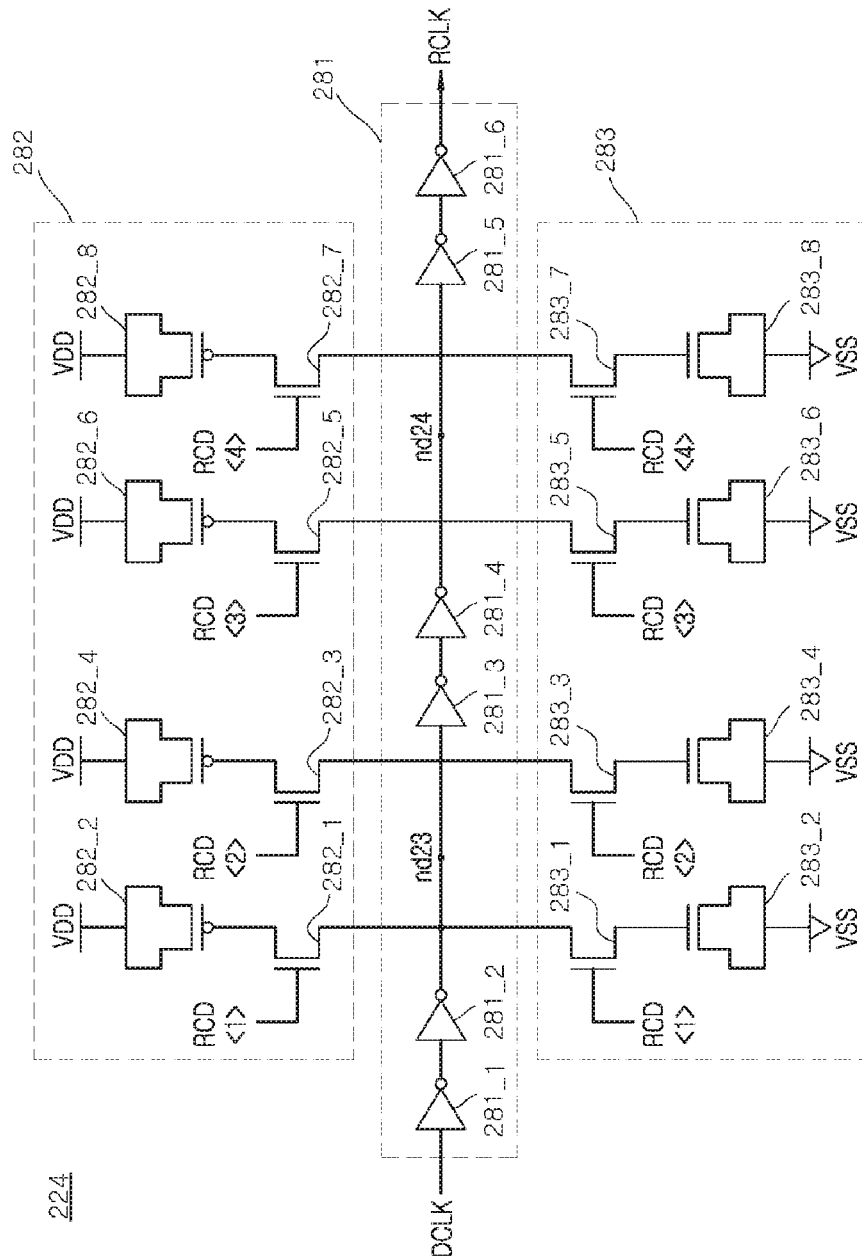 224
282
VDD
VDD
VDD
VDD
282_2
282_4
282_6
282_8
RCD
<1>
RCD
<2>
RCD
<3>
RCD
<4>
282_1
282_3
282_5
282_7
281
DCLK
nd23
nd24
RCLK
281_1
281_2
281_3
281_4
281_5
281_6
283
283_1
283_3
283_5
283_7
RCD
<1>
RCD
<2>
RCD
<3>
RCD
<4>
283_2
283_4
283_6
283_8
VSS
VSS
VSS
VSS